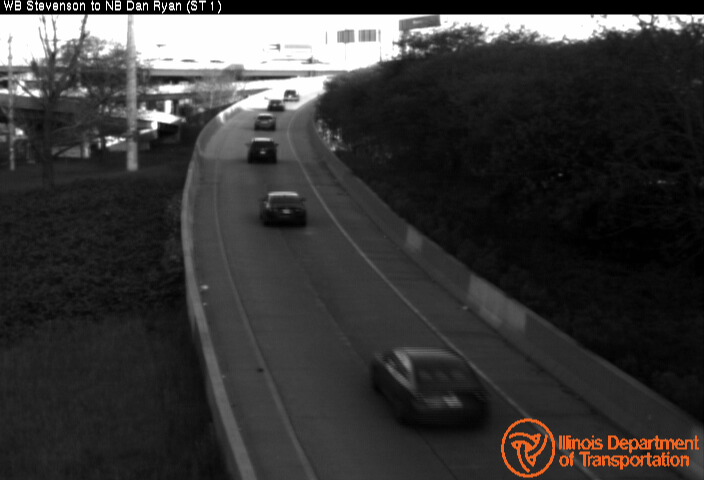 WB Stevenson to NB Dan Ryan (ST 1)
Illinois Department
of Transportation